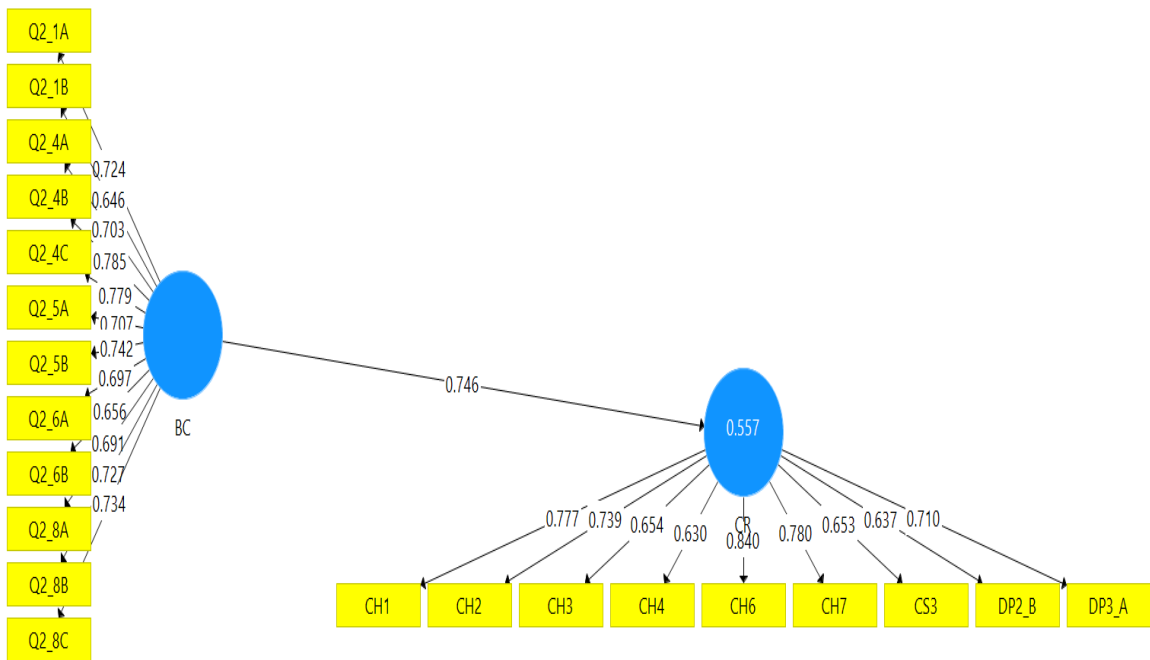 Q2_1A
Q2_1B
Q2_4A
Q2_4B
Q2_4C
Q2_5A
Q2_5B
Q2_6A
Q2_6B
Q2_8A
Q2_8B
Q2_8C
0.724
0.646
0.703
0.785
0.779
0.707
0.742
0.697
0.656
0.691
0.727
0.734
BC
0.746
0.557
CR
0.777
0.739
0.654
0.630
0.840
0.780
0.653
0.637
0.710
CH1
CH2
CH3
CH4
CH6
CH7
CS3
DP2_B
DP3_A